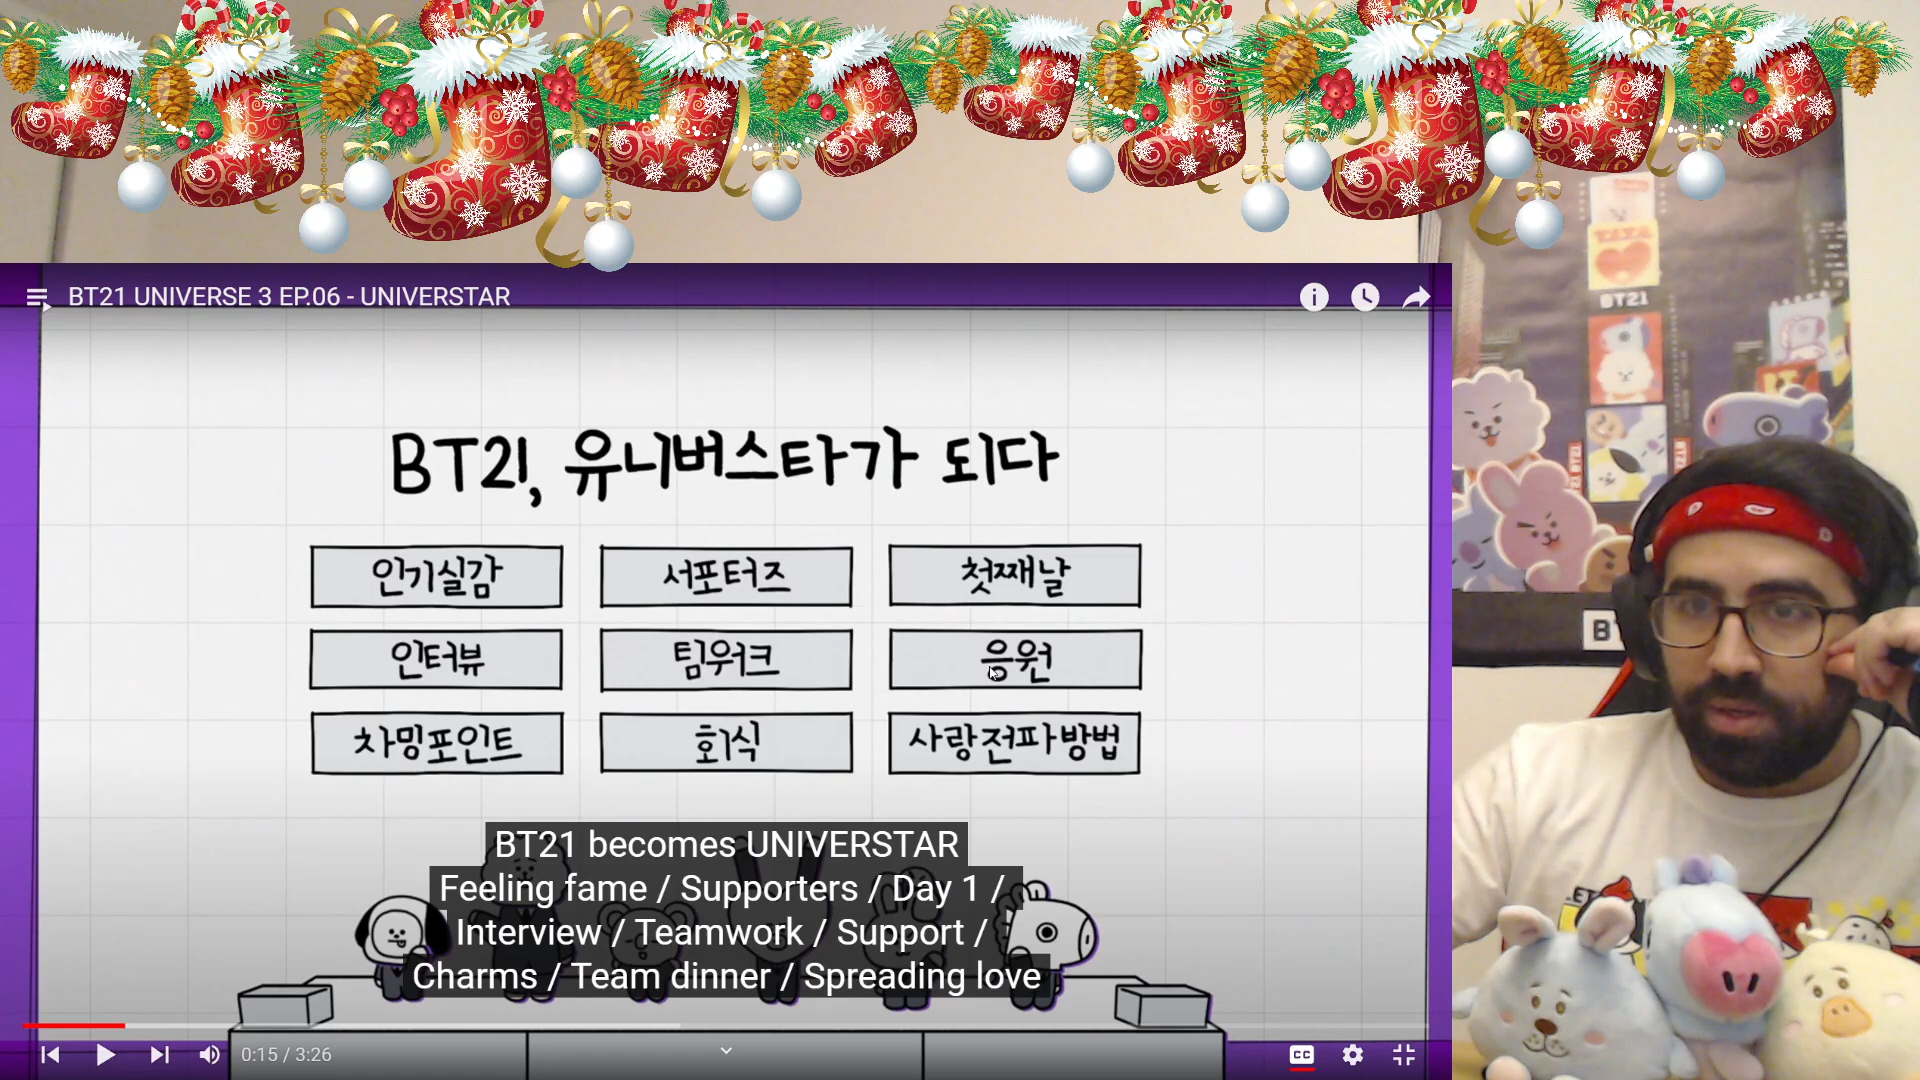 BT21 UNIVERSE 3 EP.06 - UNIVERSTAR
BT21, 유니버스타가 되다
인기실감 서포터즈 첫째날
인터뷰 팀워크 응원
차밍포인트 회식 사랑전파방법
BT21 becomes UNIVERSTAR
Feeling fame / Supporters / Day 1 /
Interview / Teamwork / Support /
Charms / Team dinner / Spreading love
0:15 / 3:26
CC
TATA
BT21
B